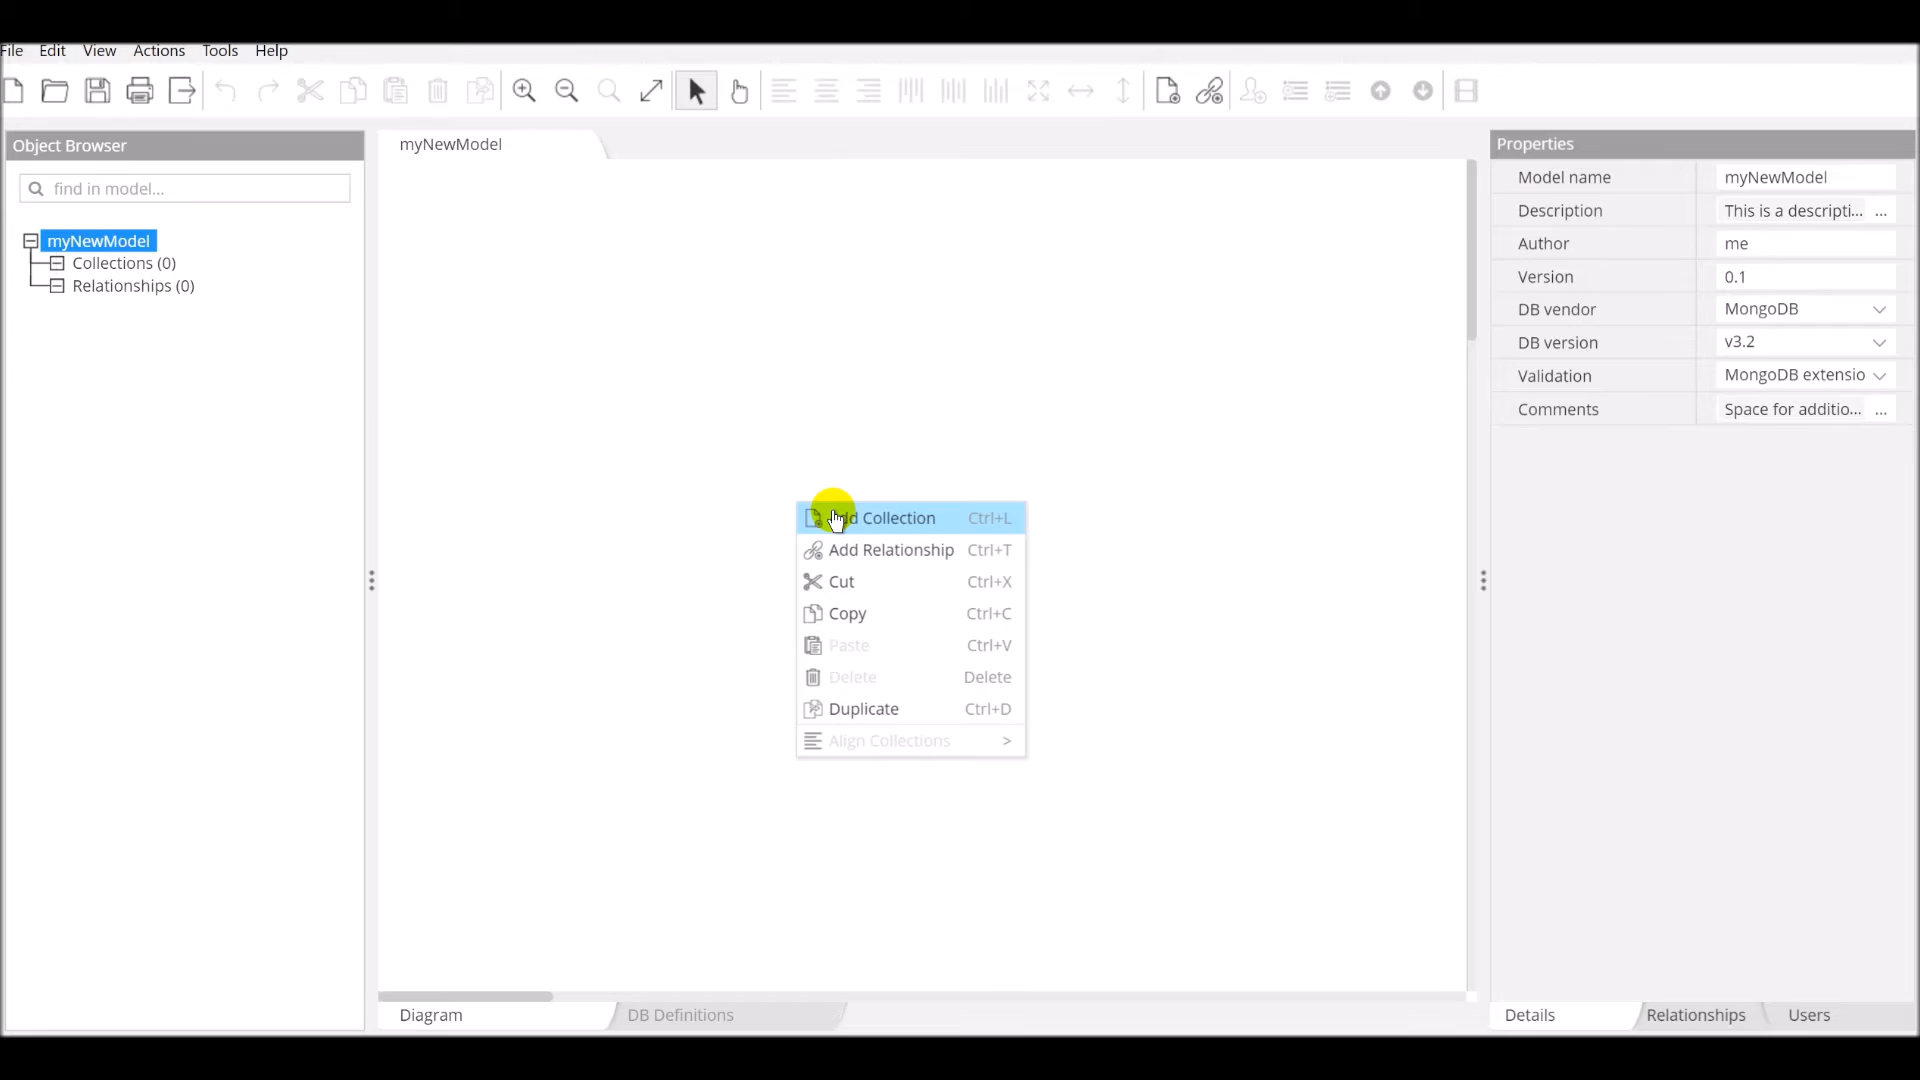 File Edit View Actions Tools Help
Object Browser
find in model...
myNewModel
Collections (0)
Relationships (0)
myNewModel
Collection Ctrl+L
Add Relationship Ctrl+T
Cut Ctrl+X
Copy Ctrl+C
Paste Ctrl+V
Delete Delete
Duplicate Ctrl+D
Align Collections >
Diagram DB Definitions
Properties
Model name myNewModel
Description This is a descripti... ...
Author me
Version 0.1
DB vendor MongoDB
DB version v3.2
Validation MongoDB extensio
Comments Space for additio... ...
Details Relationships Users